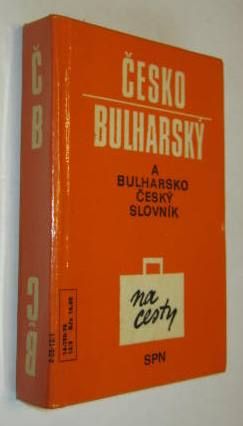 ČESKO
BULHARSKÝ
A
BULHARSKO
ČESKÝ
SLOVNÍK
na
cesty
SPN
Č
B
B
Č